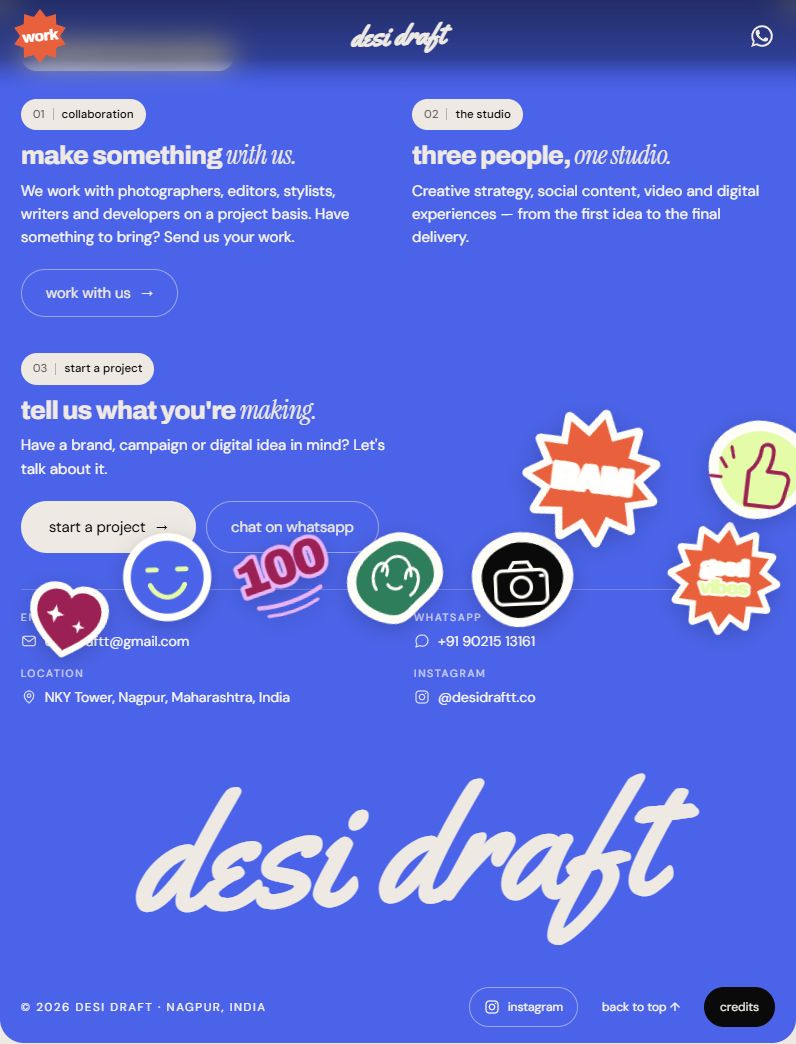 work
desi draft
01 | collaboration
make something with us.
We work with photographers, editors, stylists,
writers and developers on a project basis. Have
something to bring? Send us your work.
work with us →
02 | the studio
three people, one studio.
Creative strategy, social content, video and digital
experiences — from the first idea to the final
delivery.
03 | start a project
tell us what you're making.
Have a brand, campaign or digital idea in mind? Let's
talk about it.
start a project →
chat on whatsapp
BAM!
100
good
vibes
WHATSAPP
+91 90215 13161
LOCATION
NKY Tower, Nagpur, Maharashtra, India
INSTAGRAM
@desidraftt.co
desi draft
© 2026 DESI DRAFT · NAGPUR, INDIA
instagram
back to top ↑
credits